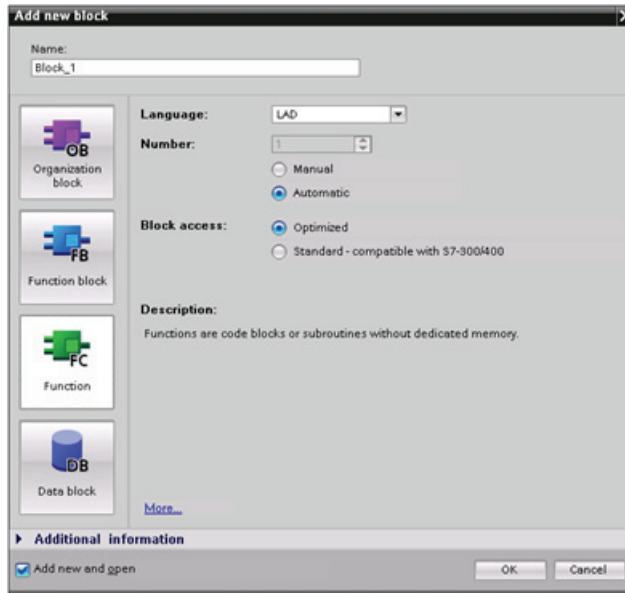 Add new block
Name:
Block_1
OB
Organization
block
FB
Function block
FC
Function
DB
Data block
Language:
LAD
Number:
1
Manual
Automatic
Block access:
Optimized
Standard - compatible with S7-300/400
Description:
Functions are code blocks or subroutines without dedicated memory.
More...
Additional information
Add new and open
OK
Cancel